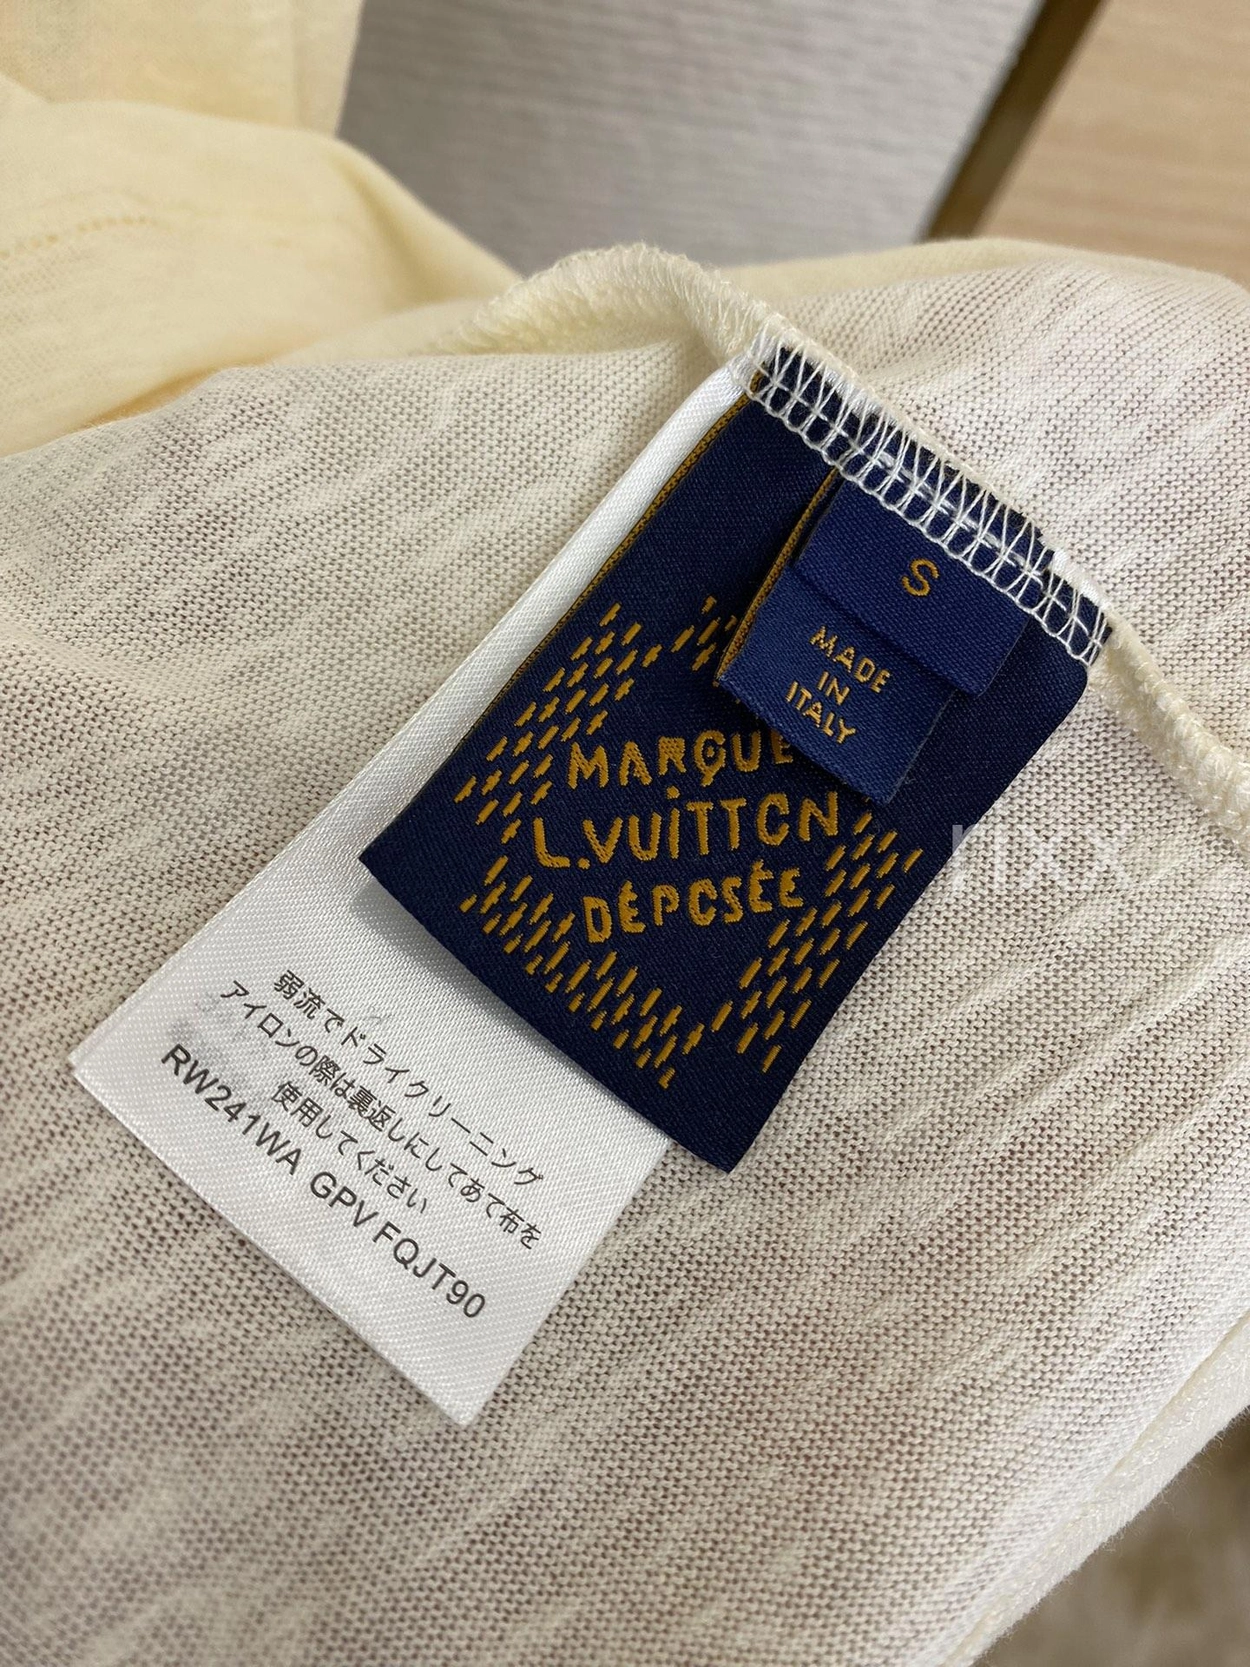 S
MADE
IN
ITALY
MARQUE
L.VUiTTON
DÉPOSÉE
弱流でドライクリーニング
アイロンの際は裏返しにしてあて布を
使用してください
RW241WA GPV FQJT90